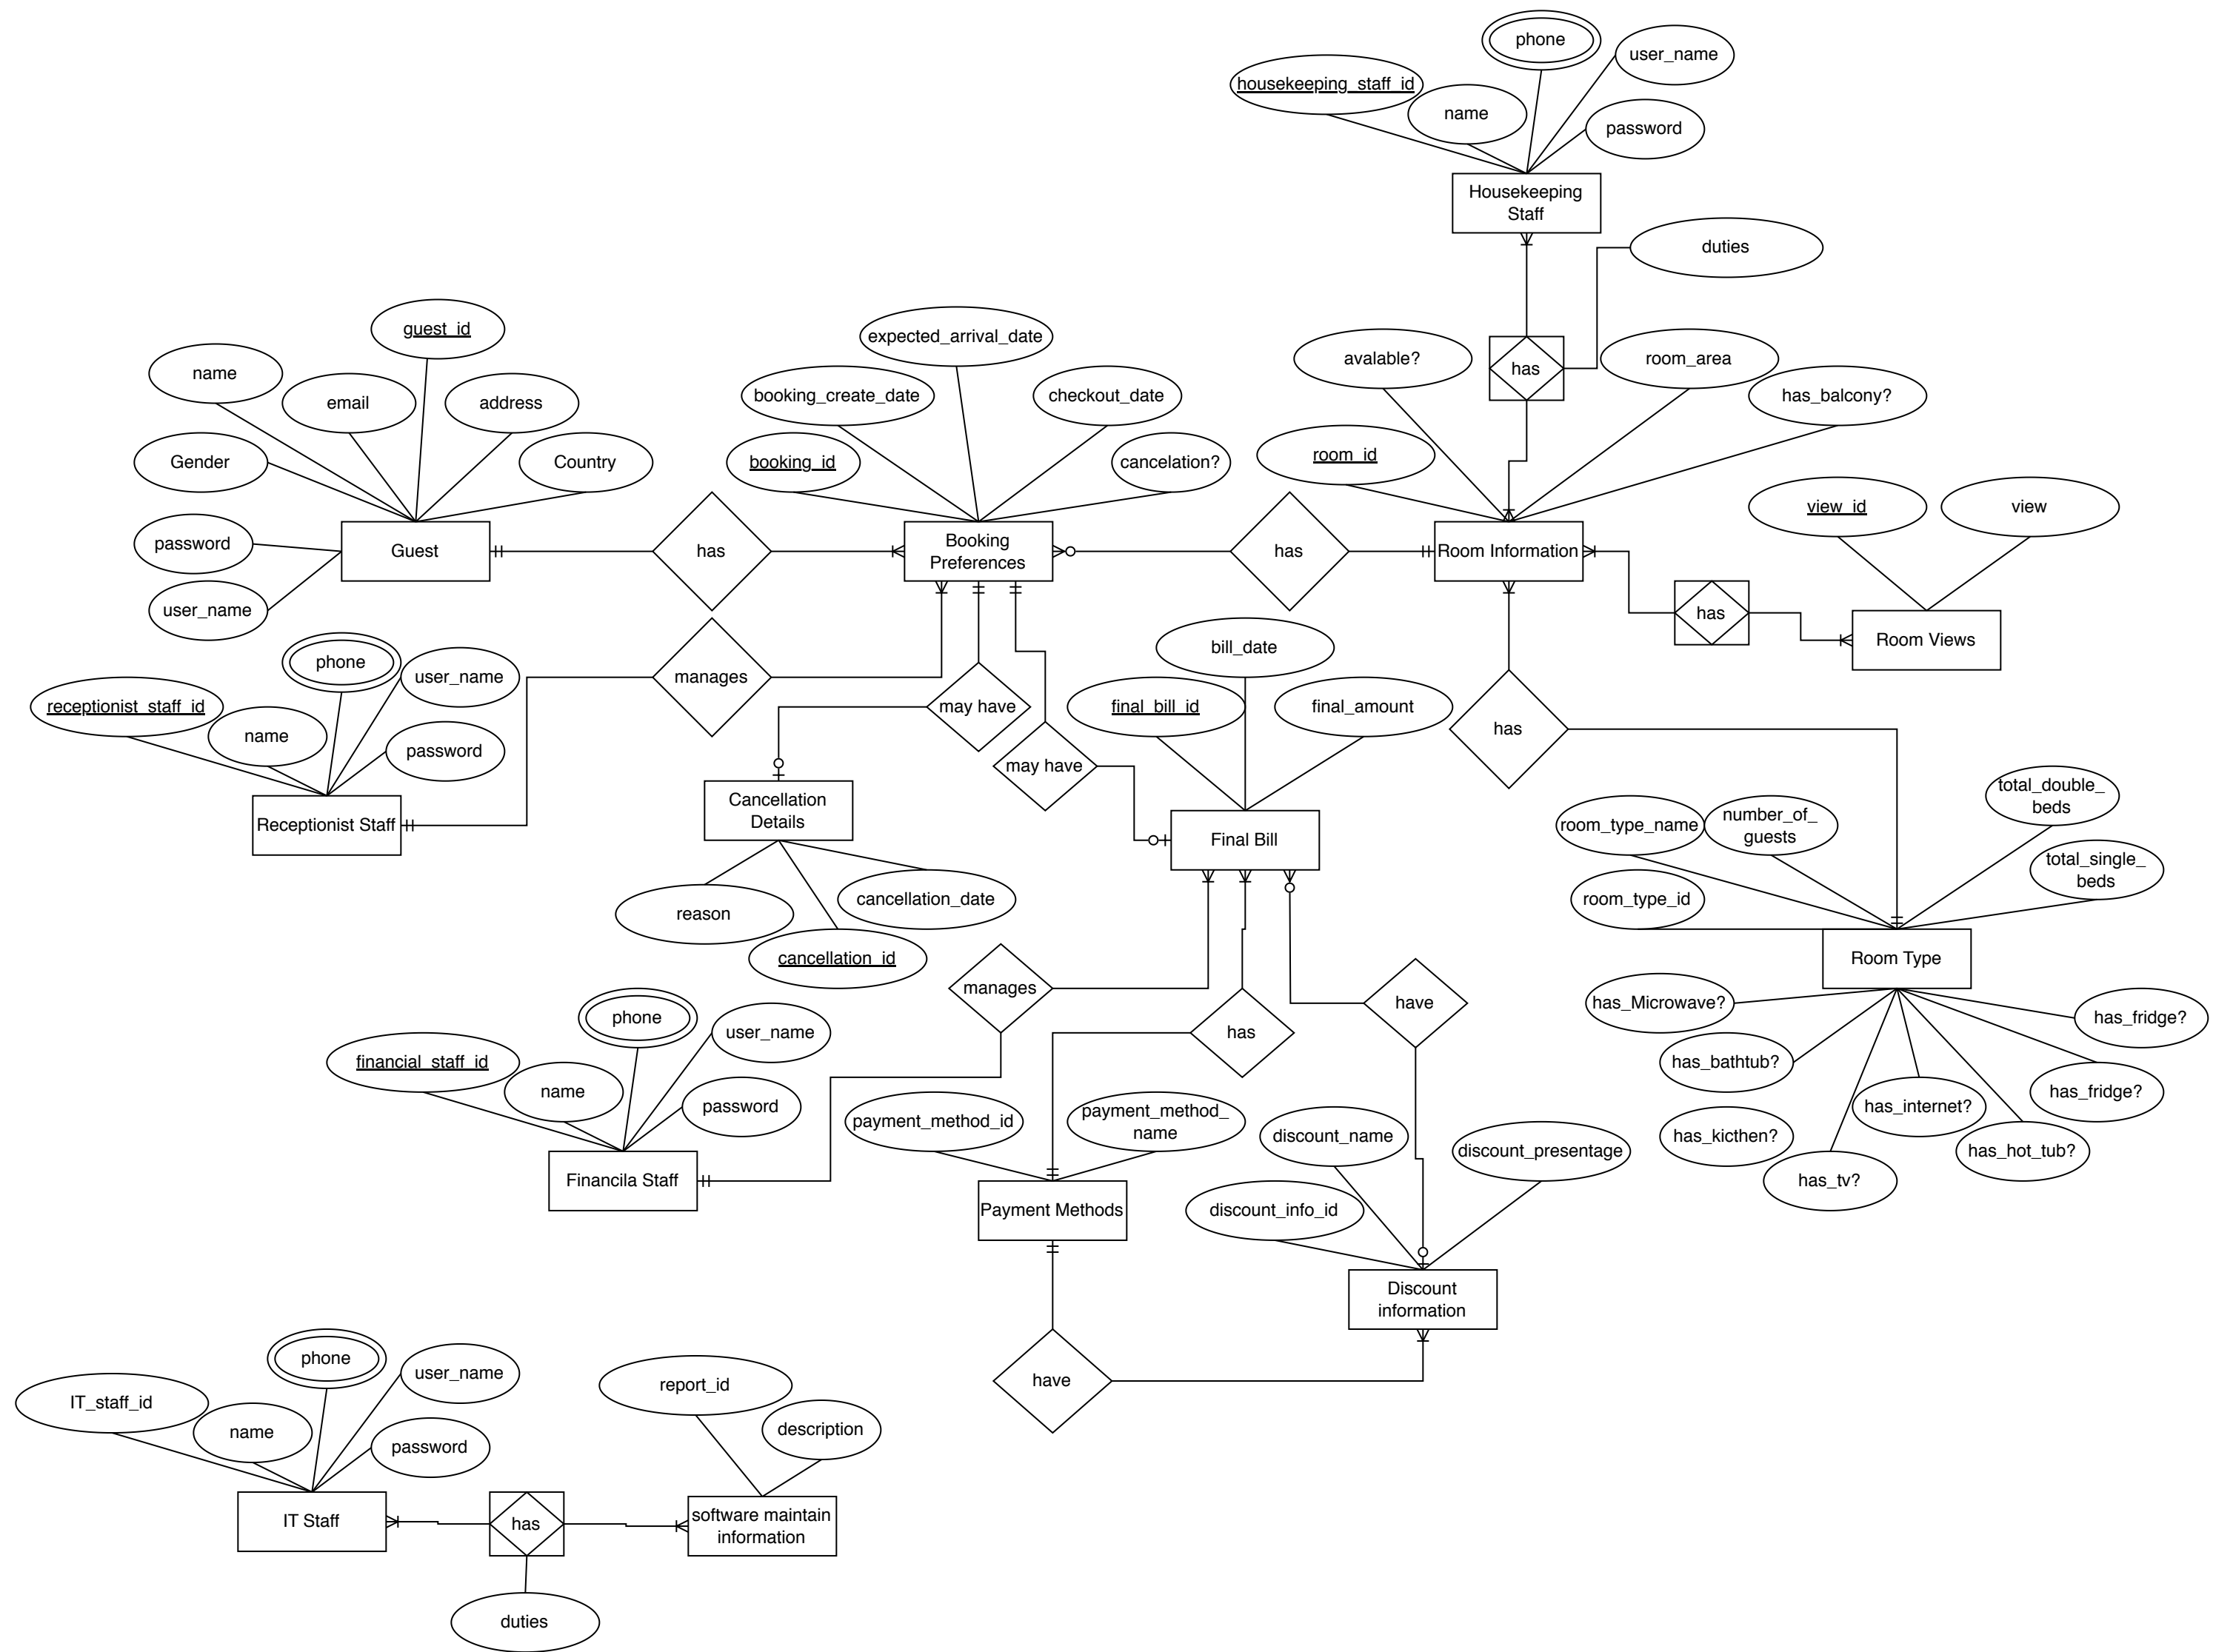 phone
user_name
housekeeping_staff_id
name
password
Housekeeping
Staff
duties
guest_id
expected_arrival_date
avalable?
has
room_area
name
email
address
booking_create_date
checkout_date
has_balcony?
Gender
Country
booking_id
cancelation?
room_id
view_id
view
password
Guest
has
Booking
Preferences
has
Room Information
user_name
has
Room Views
phone
user_name
manages
bill_date
receptionist_staff_id
name
password
may have
final_bill_id
final_amount
has
may have
Receptionist Staff
Cancellation
Details
Final Bill
room_type_name
number_of_
guests
total_double_
beds
total_single_
beds
room_type_id
reason
cancellation_date
cancellation_id
Room Type
manages
has
have
has_Microwave?
has_fridge?
phone
user_name
financial_staff_id
name
password
has_bathtub?
has_internet?
has_fridge?
payment_method_id
payment_method_
name
discount_name
discount_presentage
has_kicthen?
has_hot_tub?
has_tv?
Financila Staff
Payment Methods
discount_info_id
Discount
information
phone
user_name
report_id
have
IT_staff_id
name
password
description
IT Staff
has
software maintain
information
duties